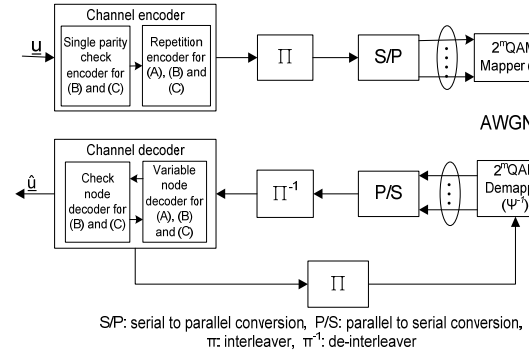 Channel encoder
u
Single parity
check
encoder for
(B) and (C)
Repetition
encoder for
(A), (B) and
(C)
Π
S/P
2^mQAM
Mapper (
AWGN
Channel decoder
û
Check
node
decoder for
(B) and (C)
Variable
node
decoder for
(A), (B)
and (C)
Π⁻¹
P/S
2^mQAM
Demapp
(Ψ⁻¹)
Π
S/P: serial to parallel conversion, P/S: parallel to serial conversion,
π: interleaver, π⁻¹: de-interleaver